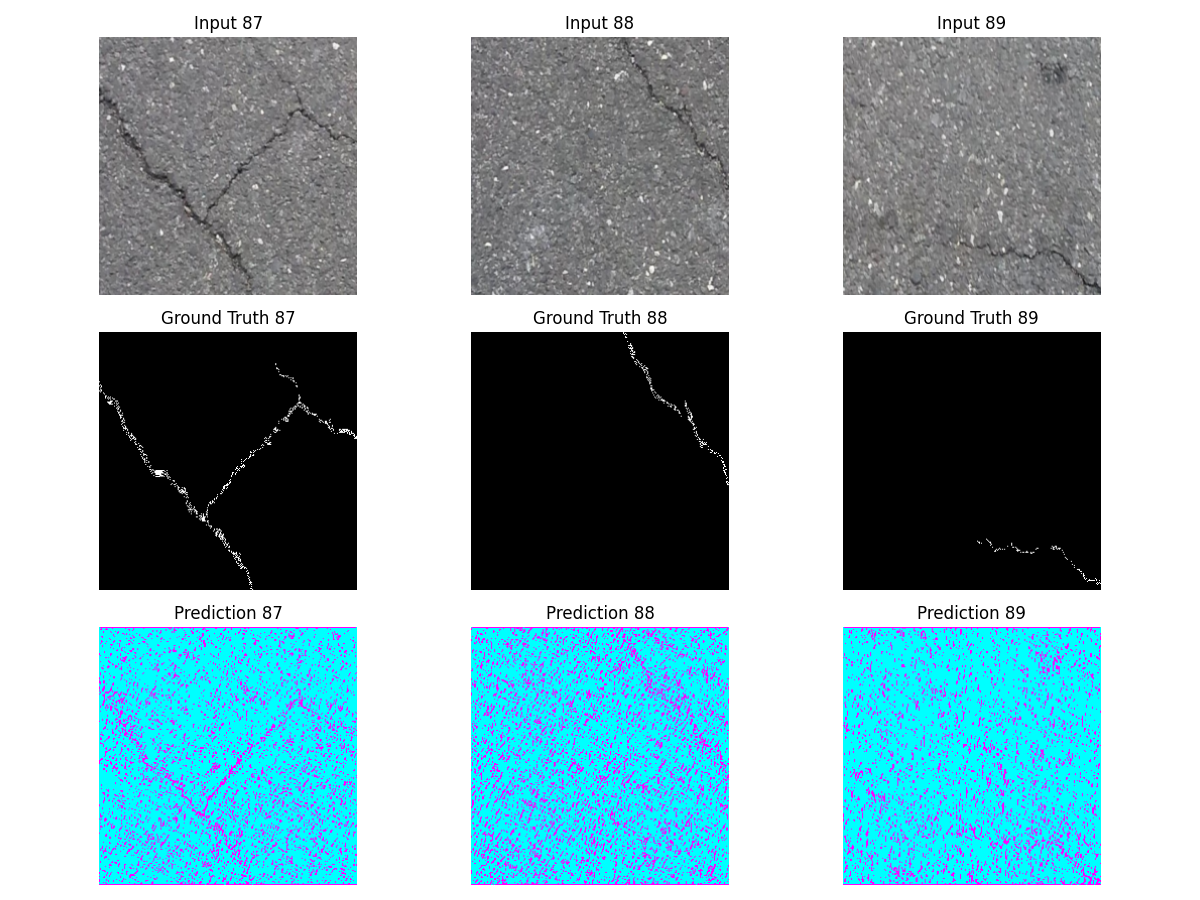 Input 87
Input 88
Input 89
Ground Truth 87
Ground Truth 88
Ground Truth 89
Prediction 87
Prediction 88
Prediction 89